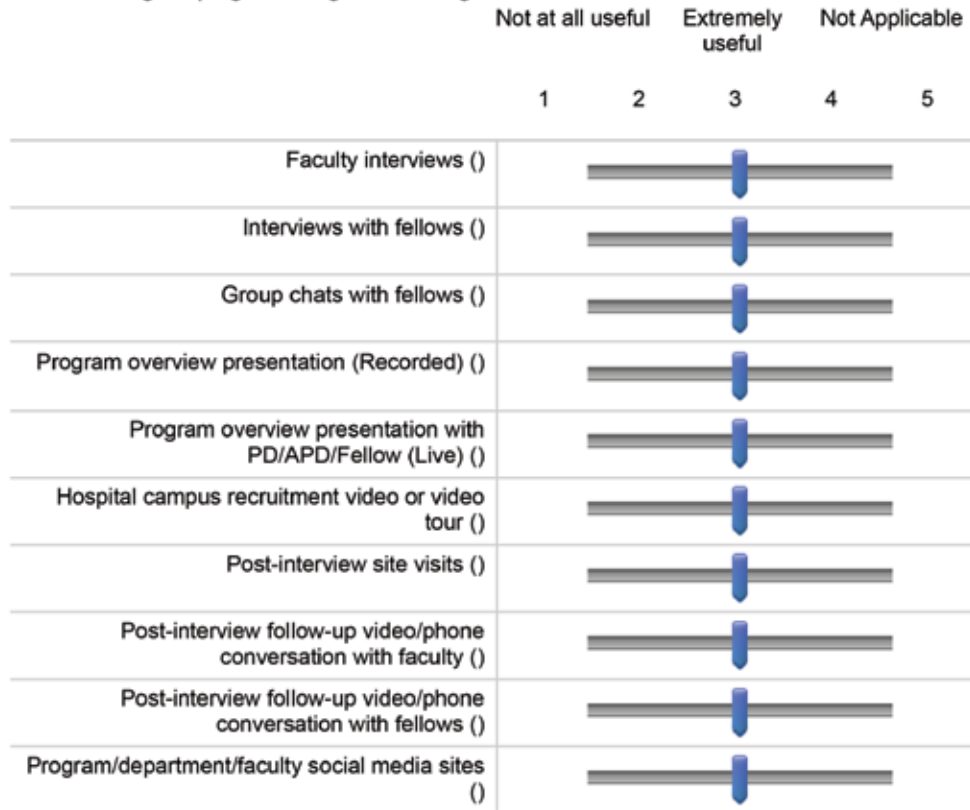 Not at all useful Extremely useful Not Applicable
1 2 3 4 5
Faculty interviews ()
Interviews with fellows ()
Group chats with fellows ()
Program overview presentation (Recorded) ()
Program overview presentation with
PD/APD/Fellow (Live) ()
Hospital campus recruitment video or video
tour ()
Post-interview site visits ()
Post-interview follow-up video/phone
conversation with faculty ()
Post-interview follow-up video/phone
conversation with fellows ()
Program/department/faculty social media sites
()